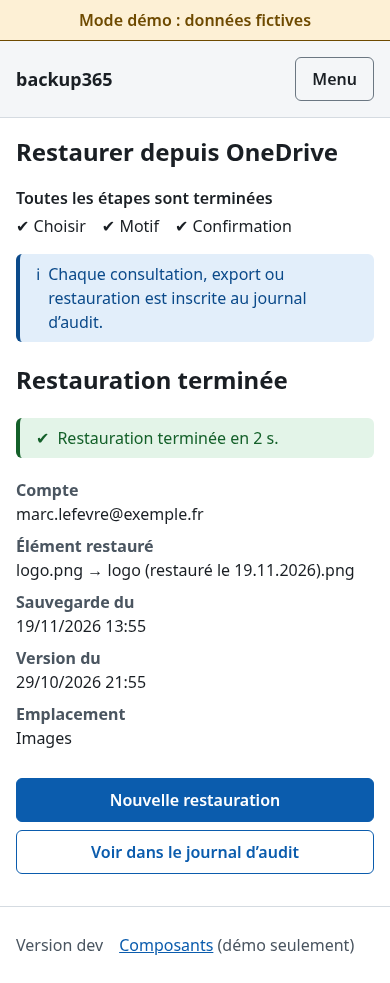 Mode démo : données fictives
backup365
Menu
Restaurer depuis OneDrive
Toutes les étapes sont terminées
✔ Choisir ✔ Motif ✔ Confirmation
i Chaque consultation, export ou
restauration est inscrite au journal
d’audit.
Restauration terminée
✔ Restauration terminée en 2 s.
Compte
marc.lefevre@exemple.fr
Élément restauré
logo.png → logo (restauré le 19.11.2026).png
Sauvegarde du
19/11/2026 13:55
Version du
29/10/2026 21:55
Emplacement
Images
Nouvelle restauration
Voir dans le journal d’audit
Version dev Composants (démo seulement)